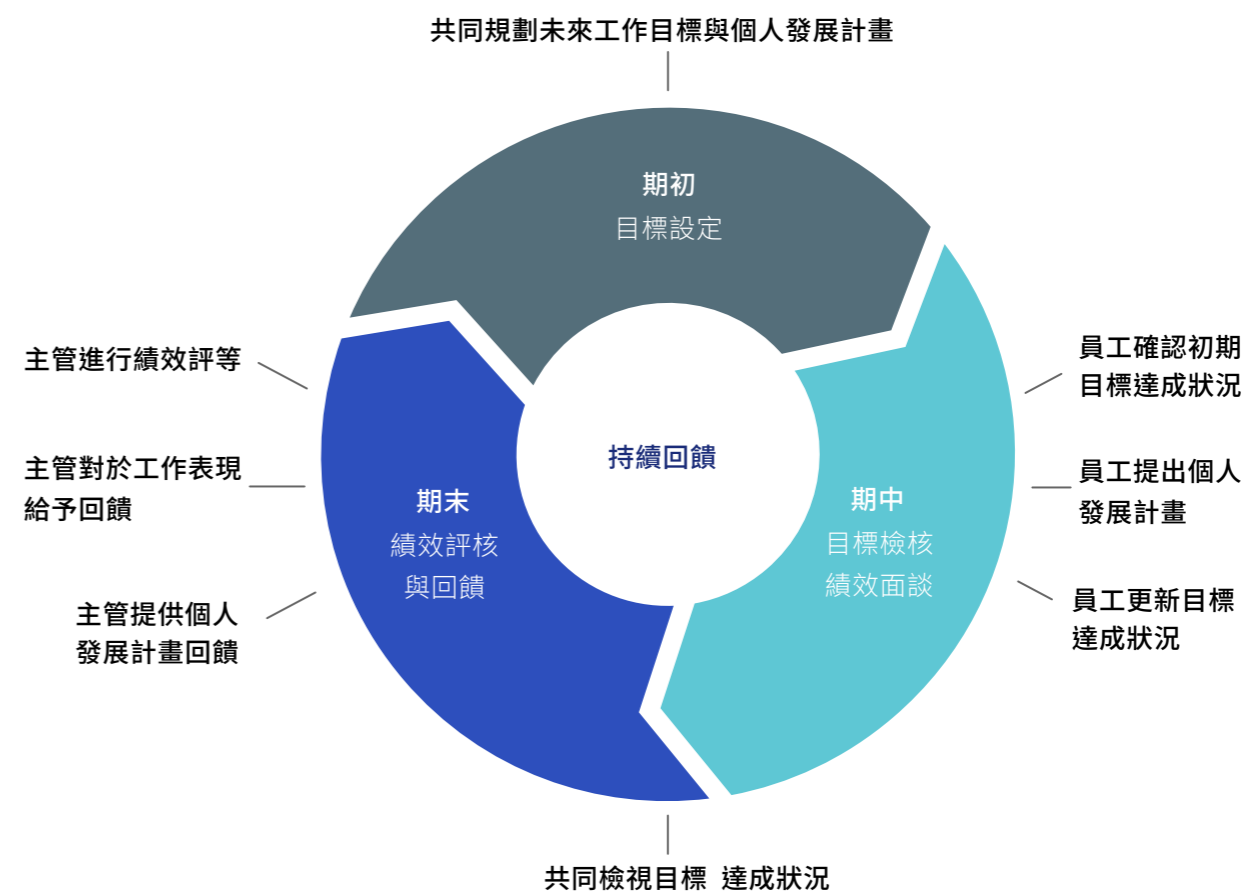 共同規劃未來工作目標與個人發展計畫
期初
目標設定
員工確認初期
目標達成狀況
員工提出個人
發展計畫
員工更新目標
達成狀況
期中
目標檢核
績效面談
持續回饋
期末
績效評核
與回饋
主管進行績效評等
主管對於工作表現
給予回饋
主管提供個人
發展計畫回饋
共同檢視目標 達成狀況